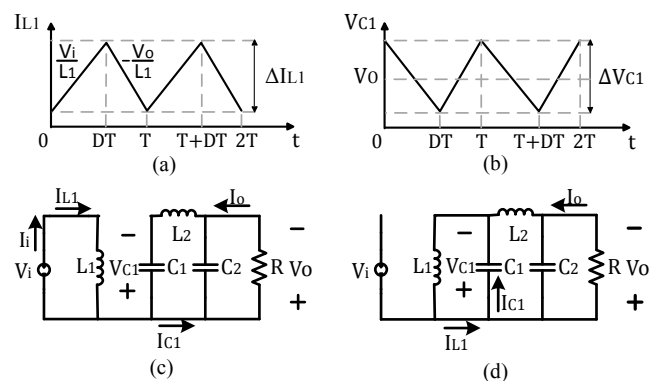 IL1
Vi
L1
-Vo
L1
ΔIL1
0
DT
T
T+DT
2T
t
(a)
VC1
Vo
ΔVC1
0
DT
T
T+DT
2T
t
(b)
IL1
Ii
Vi
L1
−
VC1
+
C1
L2
C2
Io
R
−
Vo
+
IC1
(c)
Vi
L1
−
VC1
+
C1
IC1
L2
C2
Io
R
−
Vo
+
IL1
(d)